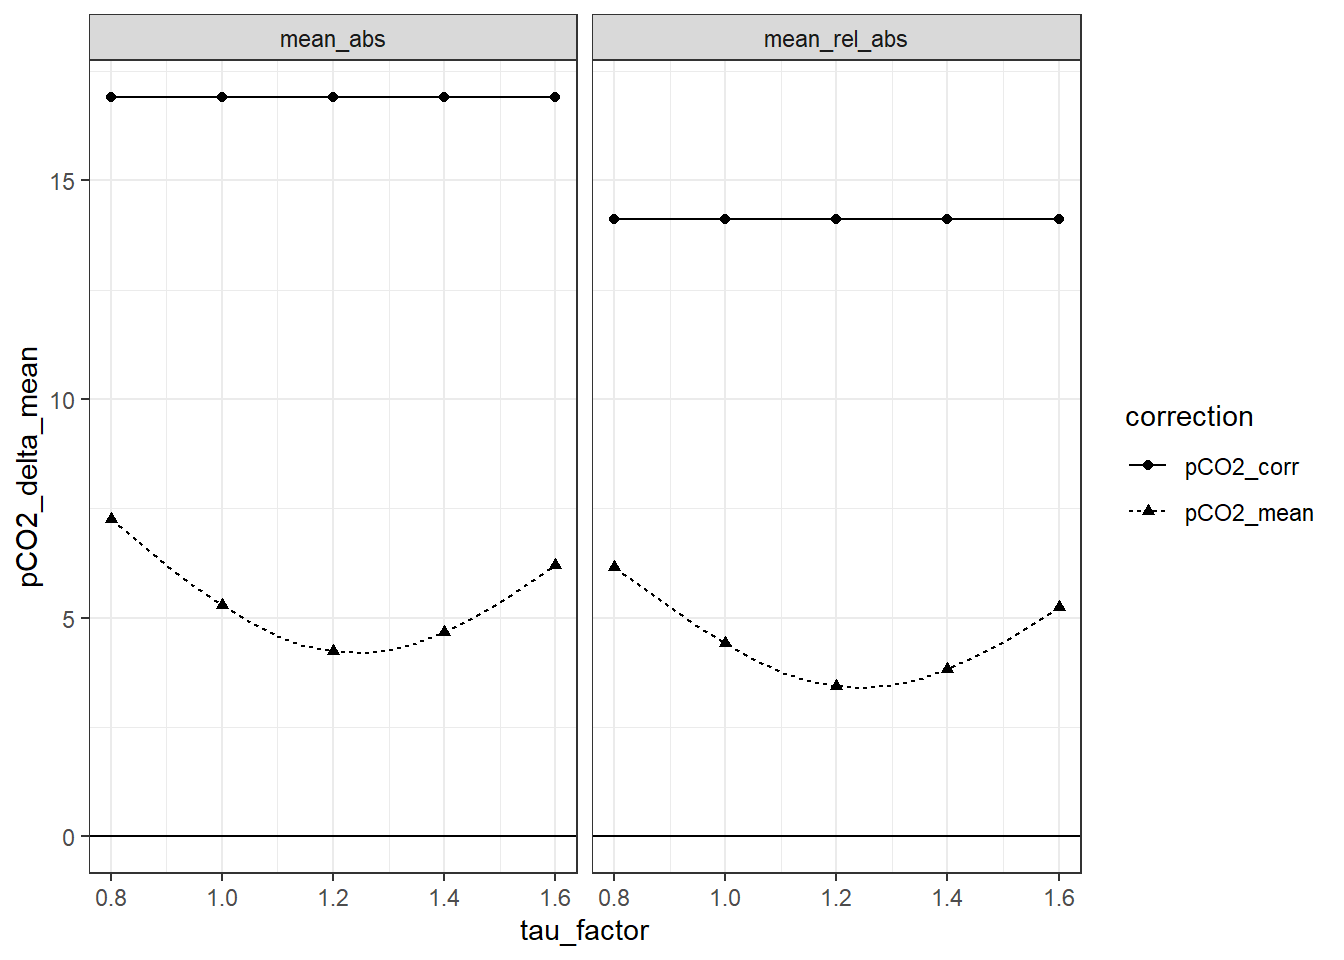 mean_abs
mean_rel_abs
pCO2_delta_mean
15
10
5
0
0.8 1.0 1.2 1.4 1.6
0.8 1.0 1.2 1.4 1.6
tau_factor
correction
pCO2_corr
pCO2_mean